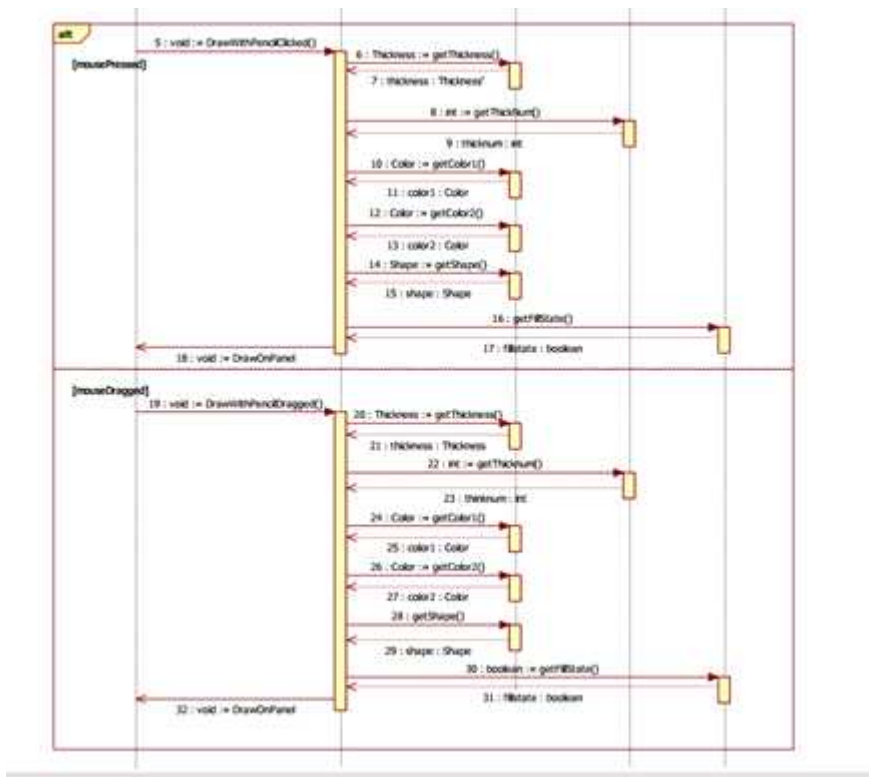 alt
5 : void := DrawWithPencilClicked()
[mousePressed]
6 : Thickness := getThickness()
7 : thickness : Thickness'
8 : int := getThickNum()
9 : thicknum : int
10 : Color := getColor1()
11 : color1 : Color
12 : Color := getColor2()
13 : color2 : Color
14 : Shape := getShape()
15 : shape : Shape
16 : getFillState()
17 : fillstate : boolean
18 : void := DrawOnPanel
[mouseDragged]
19 : void := DrawWithPencilDragged()
20 : Thickness := getThickness()
21 : thickness : Thickness
22 : int := getThicknum()
23 : thinknum : int
24 : Color := getColor1()
25 : color1 : Color
26 : Color := getColor2()
27 : color2 : Color
28 : getShape()
29 : shape : Shape
30 : boolean := getFillState()
31 : fillstate : boolean
32 : void := DrawOnPanel